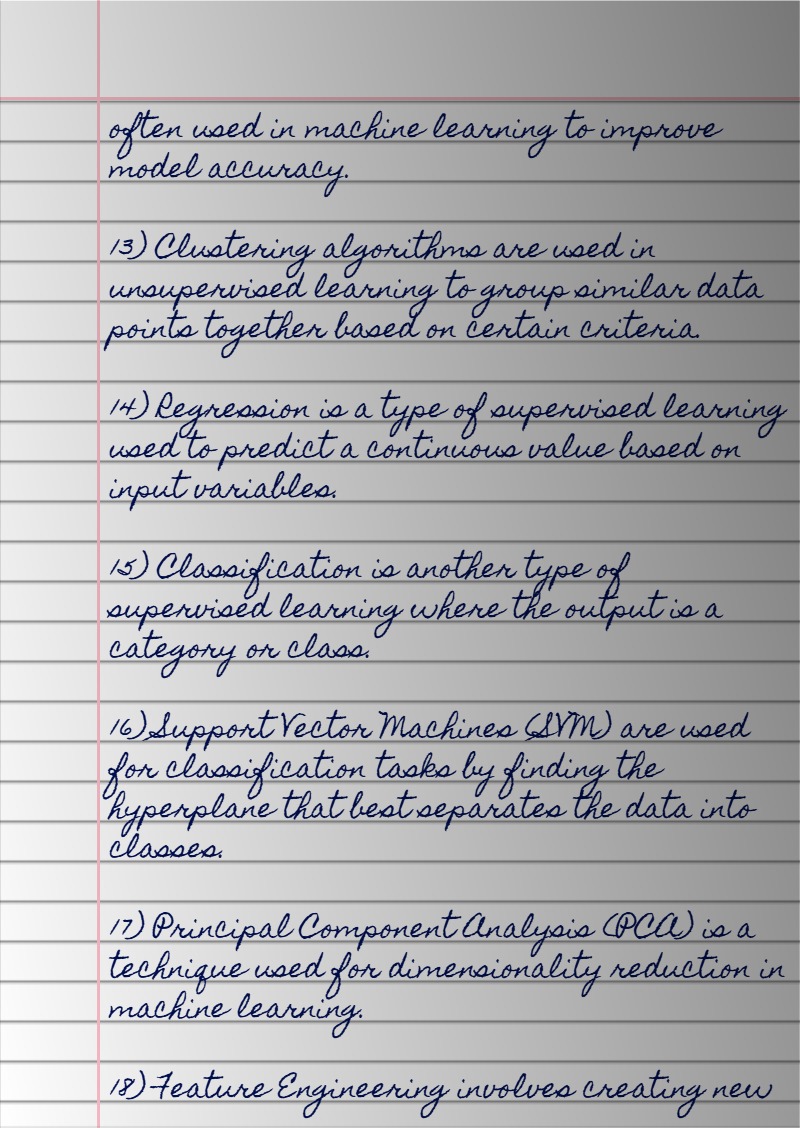 often used in machine learning to improve
model accuracy.
13) Clustering algorithms are used in
unsupervised learning to group similar data
points together based on certain criteria.
14) Regression is a type of supervised learning
used to predict a continuous value based on
input variables.
15) Classification is another type of
supervised learning where the output is a
category or class.
16) Support Vector Machines (SVM) are used
for classification tasks by finding the
hyperplane that best separates the data into
classes.
17) Principal Component Analysis (PCA) is a
technique used for dimensionality reduction in
machine learning.
18) Feature Engineering involves creating new